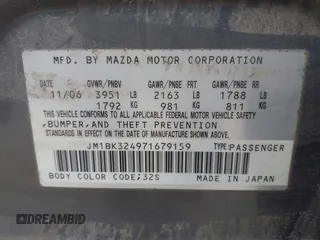 MFD. BY MAZDA MOTOR CORPORATION
DATE GVWR/PNBV GAWR/PNBE FRT GAWR/PNBE RR
11/06 3951 LB 2163 LB 1788 LB
1792 KG 981 KG 811 KG
THIS VEHICLE CONFORMS TO ALL APPLICABLE FEDERAL MOTOR VEHICLE SAFETY
BUMPER, AND THEFT PREVENTION
STANDARDS IN EFFECT ON THE DATE OF MANUFACTURE SHOWN ABOVE.
JM1BK324971679159 TYPE:PASSENGER
BODY COLOR CODE:32S MADE IN JAPAN
DREAMBID